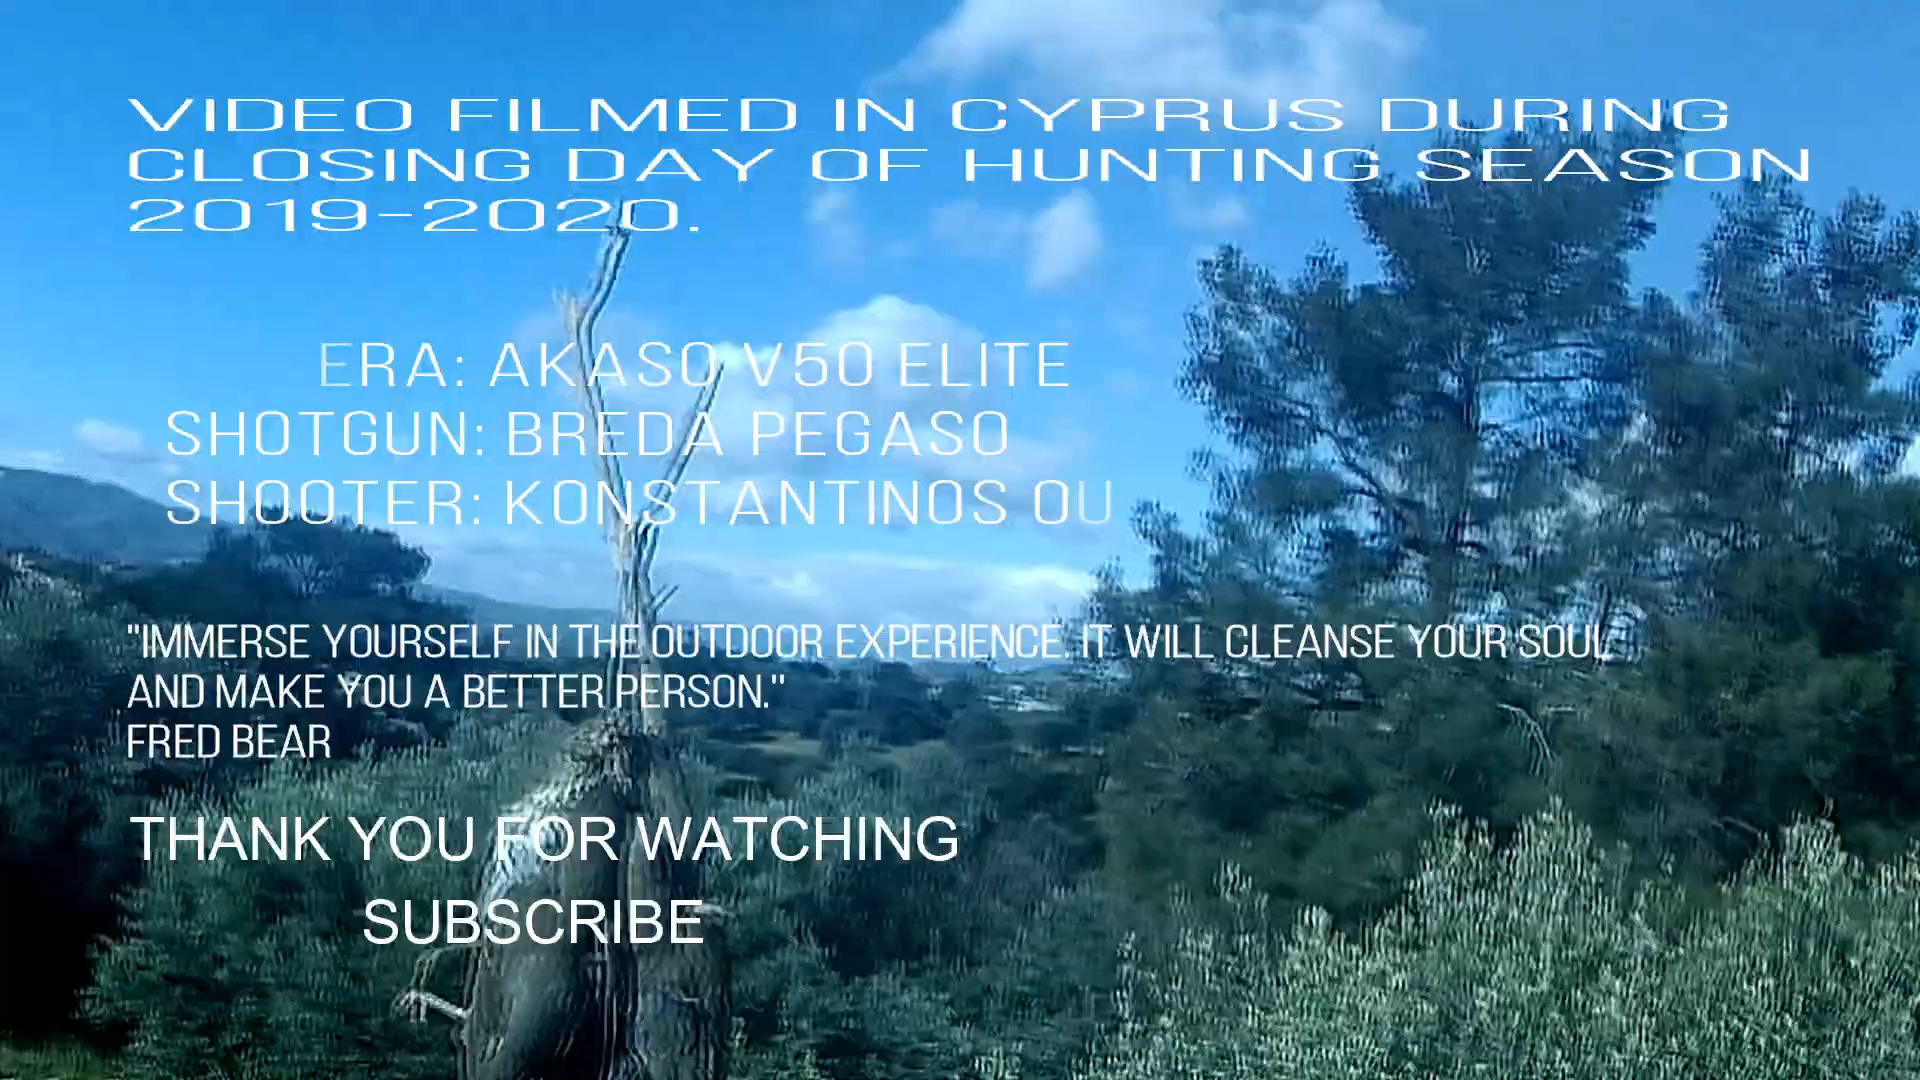 VIDEO FILMED IN CYPRUS DURING
CLOSING DAY OF HUNTING SEASON
2019-2020.
ERA: AKASO V50 ELITE
SHOTGUN: BREDA PEGASO
SHOOTER: KONSTANTINOS OU
"IMMERSE YOURSELF IN THE OUTDOOR EXPERIENCE. IT WILL CLEANSE YOUR SOUL
AND MAKE YOU A BETTER PERSON."
FRED BEAR
THANK YOU FOR WATCHING
SUBSCRIBE